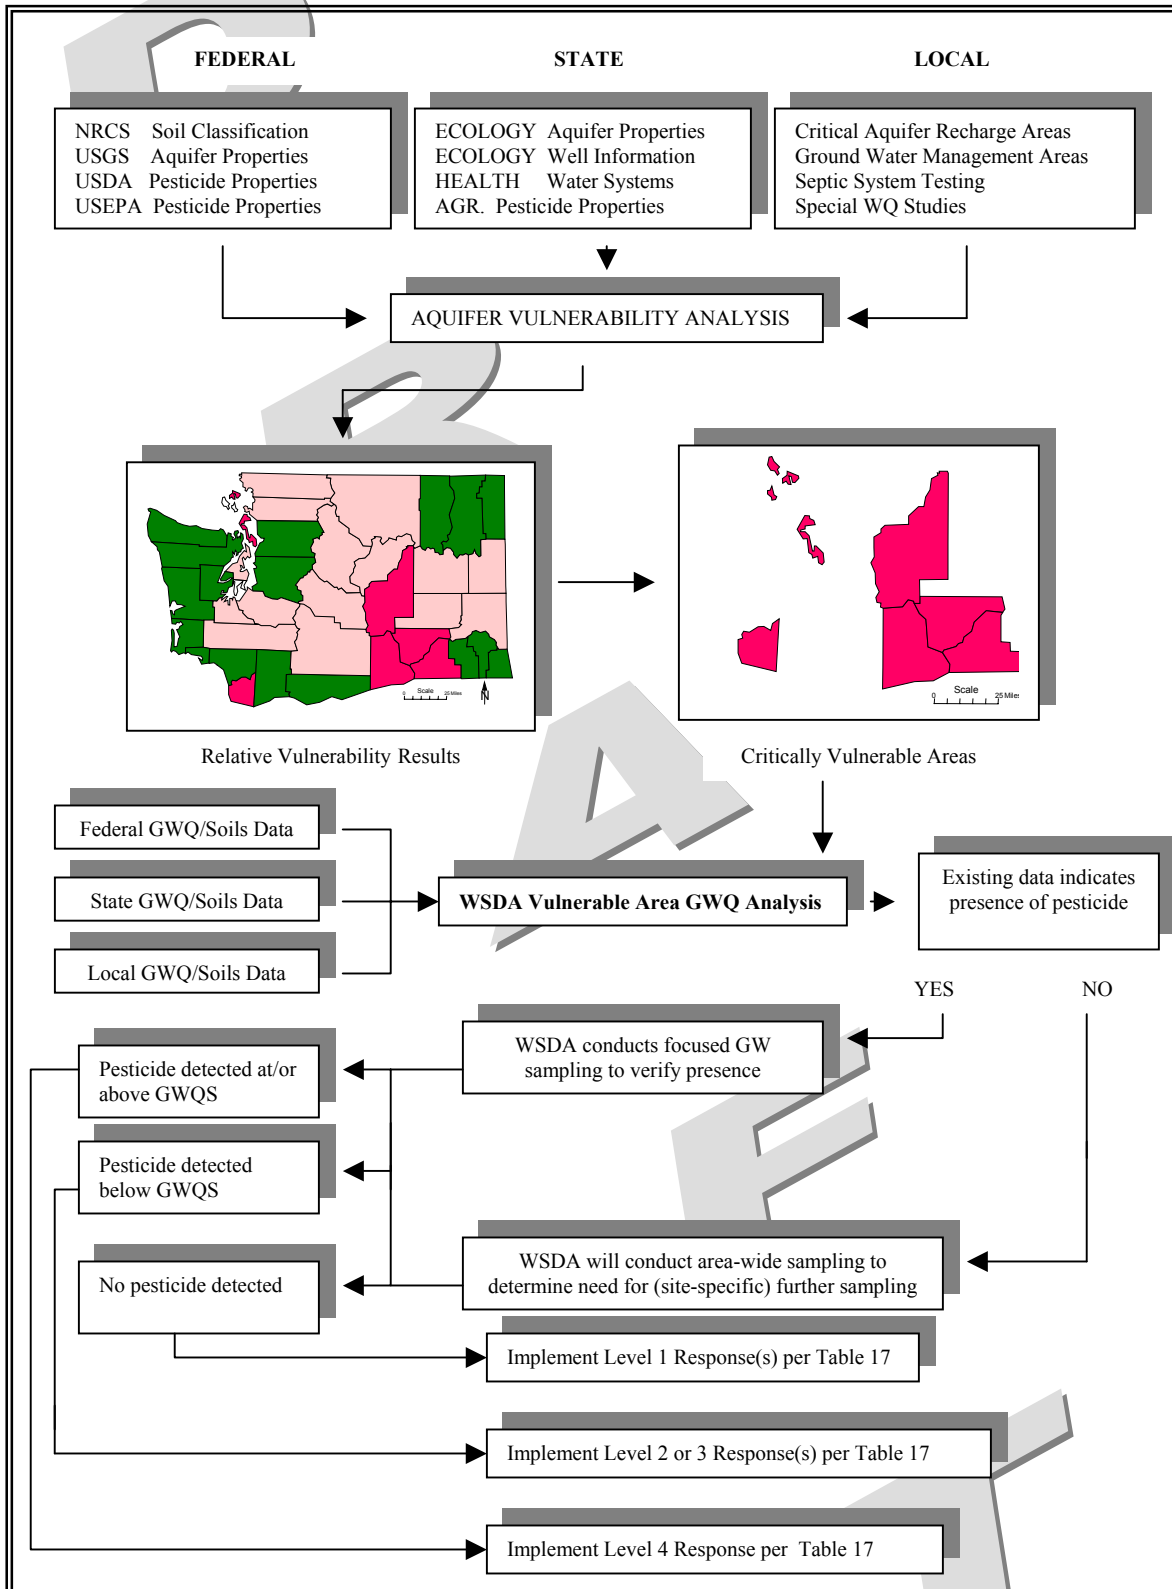 FEDERAL STATE LOCAL
NRCS Soil Classification
USGS Aquifer Properties
USDA Pesticide Properties
USEPA Pesticide Properties
ECOLOGY Aquifer Properties
ECOLOGY Well Information
HEALTH Water Systems
AGR. Pesticide Properties
Critical Aquifer Recharge Areas
Ground Water Management Areas
Septic System Testing
Special WQ Studies
AQUIFER VULNERABILITY ANALYSIS
Scale
0 25 Miles
N
Scale
0 25 Miles
Relative Vulnerability Results
Critically Vulnerable Areas
Federal GWQ/Soils Data
State GWQ/Soils Data
Local GWQ/Soils Data
WSDA Vulnerable Area GWQ Analysis
Existing data indicates
presence of pesticide
YES NO
WSDA conducts focused GW
sampling to verify presence
Pesticide detected at/or
above GWQS
Pesticide detected
below GWQS
No pesticide detected
WSDA will conduct area-wide sampling to
determine need for (site-specific) further sampling
Implement Level 1 Response(s) per Table 17
Implement Level 2 or 3 Response(s) per Table 17
Implement Level 4 Response per Table 17
DRAFT